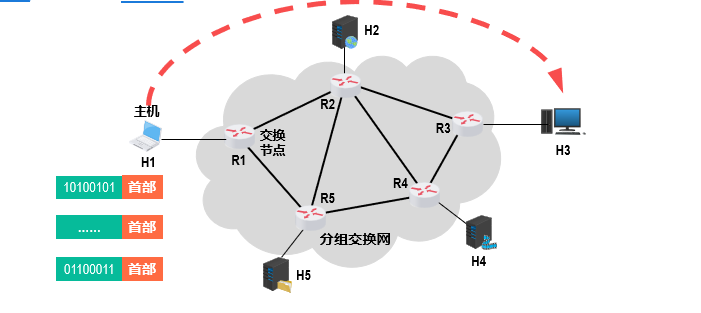 H2
主机
R2
交换
节点
R3
H1
R1
H3
10100101 首部
R4
R5
...... 首部
分组交换网
H4
01100011 首部
H5